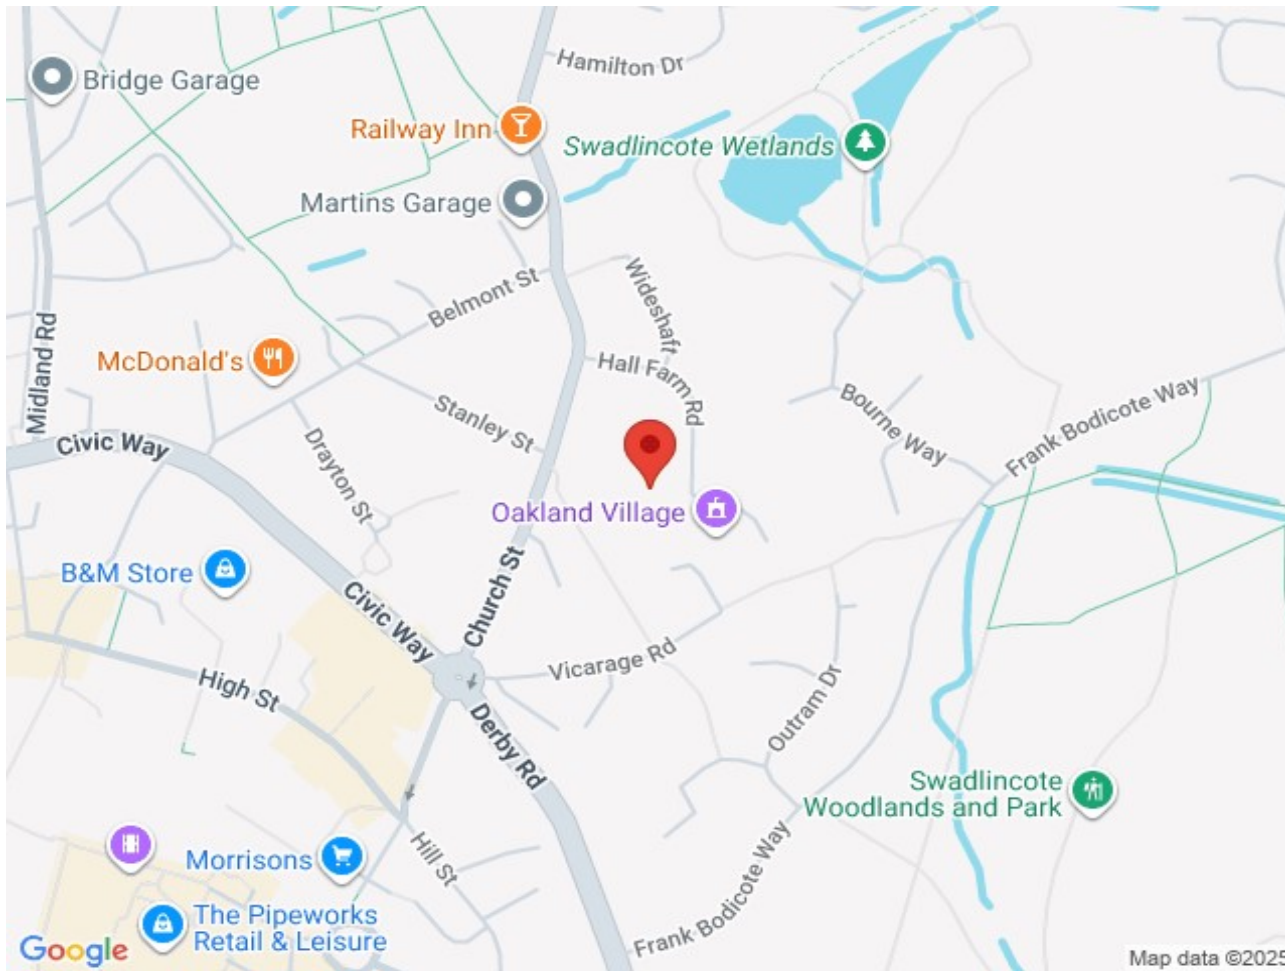 Hamilton Dr
Bridge Garage
Railway Inn
Swadlincote Wetlands
Martins Garage
Belmont St
Wideshaft
Midland Rd
McDonald's
Hall Farm Rd
Stanley St
Bourne Way
Frank Bodicote Way
Civic Way
Drayton St
Oakland Village
B&M Store
Civic Way
Church St
Vicarage Rd
High St
Outram Dr
Derby Rd
Swadlincote
Woodlands and Park
Hill St
Morrisons
The Pipeworks
Retail & Leisure
Frank Bodicote Way
Google
Map data ©2025